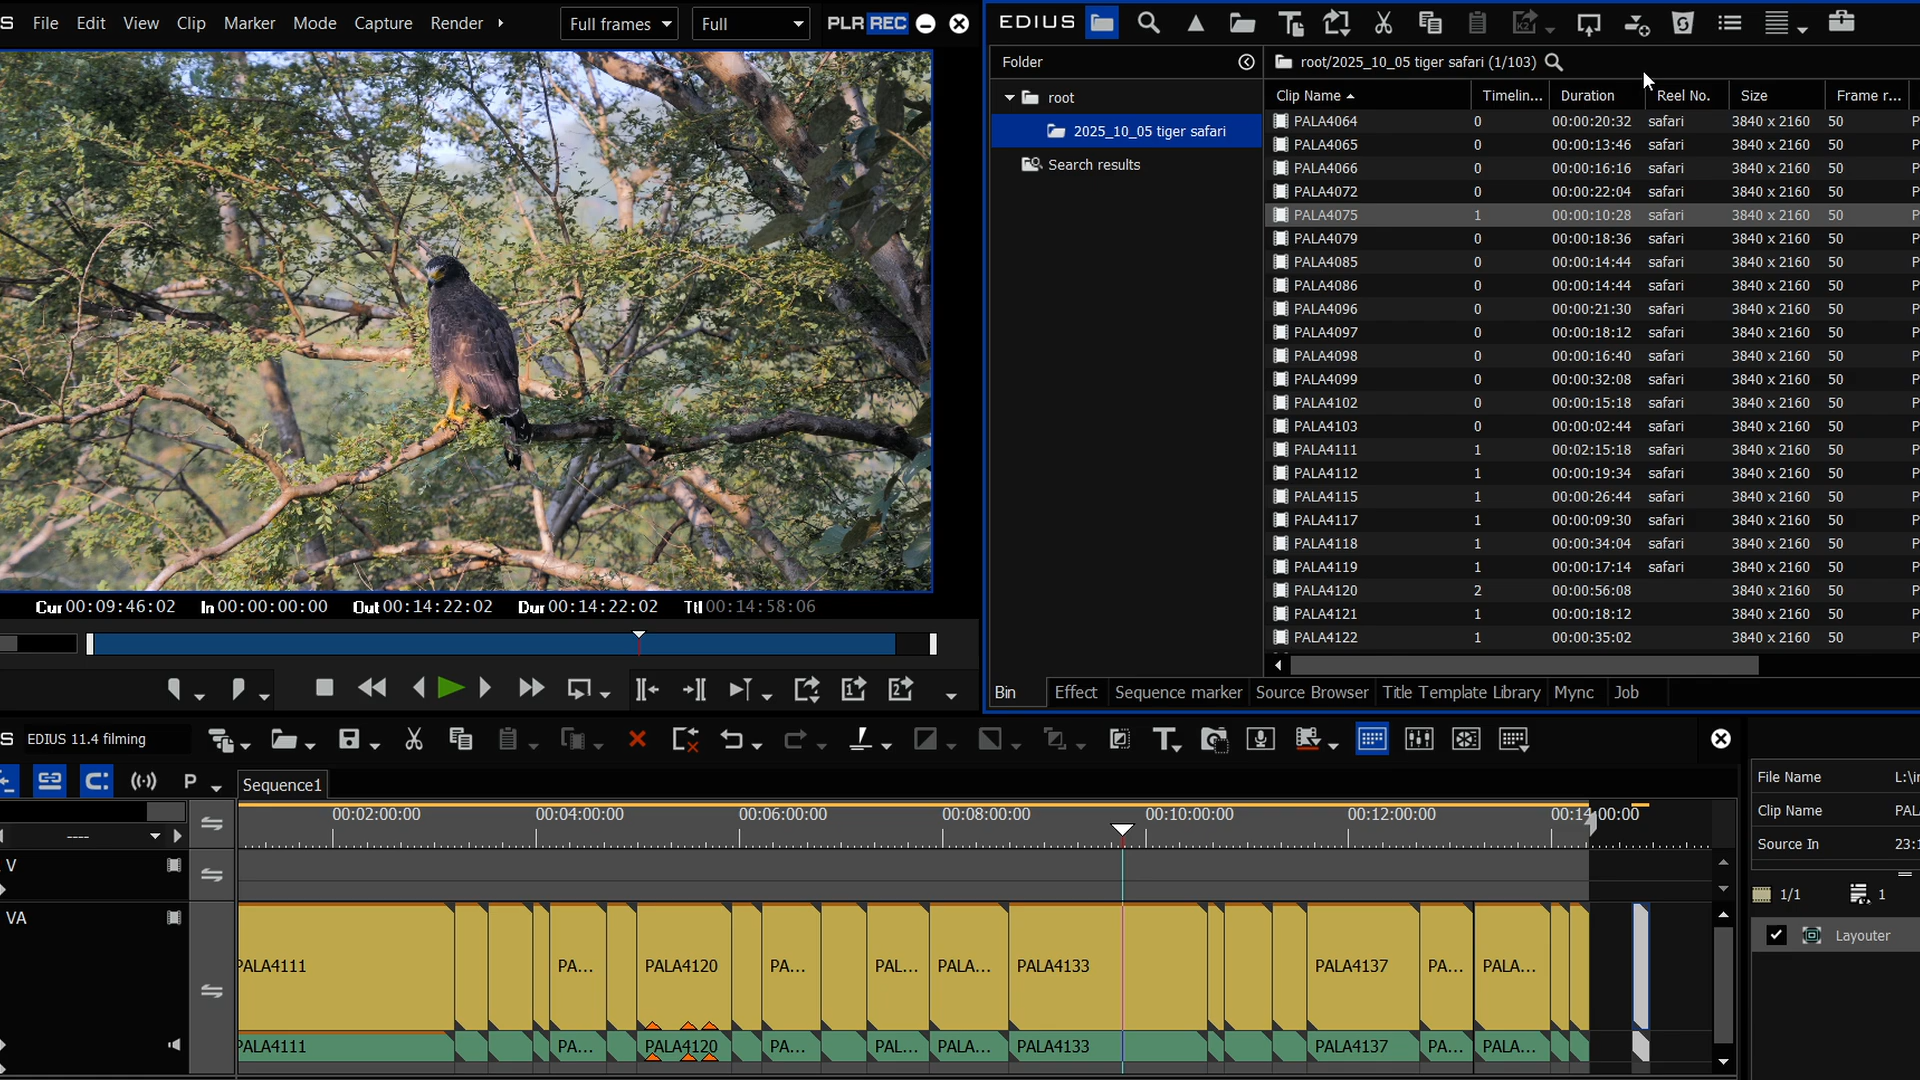 S File Edit View Clip Marker Mode Capture Render Full frames Full PLR REC
EDIUS
Folder
root/2025_10_05 tiger safari (1/103)
root
2025_10_05 tiger safari
Search results
Clip Name Timelin... Duration Reel No. Size Frame r...
PALA4064 0 00:00:20:32 safari 3840 x 2160 50 P
PALA4065 0 00:00:13:46 safari 3840 x 2160 50 P
PALA4066 0 00:00:16:16 safari 3840 x 2160 50 P
PALA4072 0 00:00:22:04 safari 3840 x 2160 50 P
PALA4075 1 00:00:10:28 safari 3840 x 2160 50 P
PALA4079 0 00:00:18:36 safari 3840 x 2160 50 P
PALA4085 0 00:00:14:44 safari 3840 x 2160 50 P
PALA4086 0 00:00:14:44 safari 3840 x 2160 50 P
PALA4096 0 00:00:21:30 safari 3840 x 2160 50 P
PALA4097 0 00:00:18:12 safari 3840 x 2160 50 P
PALA4098 0 00:00:16:40 safari 3840 x 2160 50 P
PALA4099 0 00:00:32:08 safari 3840 x 2160 50 P
PALA4102 0 00:00:15:18 safari 3840 x 2160 50 P
PALA4103 0 00:00:02:44 safari 3840 x 2160 50 P
PALA4111 1 00:02:15:18 safari 3840 x 2160 50 P
PALA4112 1 00:00:19:34 safari 3840 x 2160 50 P
PALA4115 1 00:00:26:44 safari 3840 x 2160 50 P
PALA4117 1 00:00:09:30 safari 3840 x 2160 50 P
PALA4118 1 00:00:34:04 safari 3840 x 2160 50 P
PALA4119 1 00:00:17:14 safari 3840 x 2160 50 P
PALA4120 2 00:00:56:08 3840 x 2160 50 P
PALA4121 1 00:00:18:12 3840 x 2160 50 P
PALA4122 1 00:00:35:02 3840 x 2160 50 P
Cur 00:09:46:02 In 00:00:00:00 Out 00:14:22:02 Dur 00:14:22:02 Ttl 00:14:58:06
Bin Effect Sequence marker Source Browser Title Template Library Mync Job
S EDIUS 11.4 filming
P Sequence1
00:02:00:00 00:04:00:00 00:06:00:00 00:08:00:00 00:10:00:00 00:12:00:00 00:14:00:00
----
V
VA
PALA4111 PA... PALA4120 PA... PAL... PALA... PALA4133 PALA4137 PA... PALA...
PALA4111 PA... PALA4120 PA... PAL... PALA... PALA4133 PALA4137 PA... PALA...
File Name L:\i
Clip Name PAL
Source In 23:1
1/1 1
Layouter